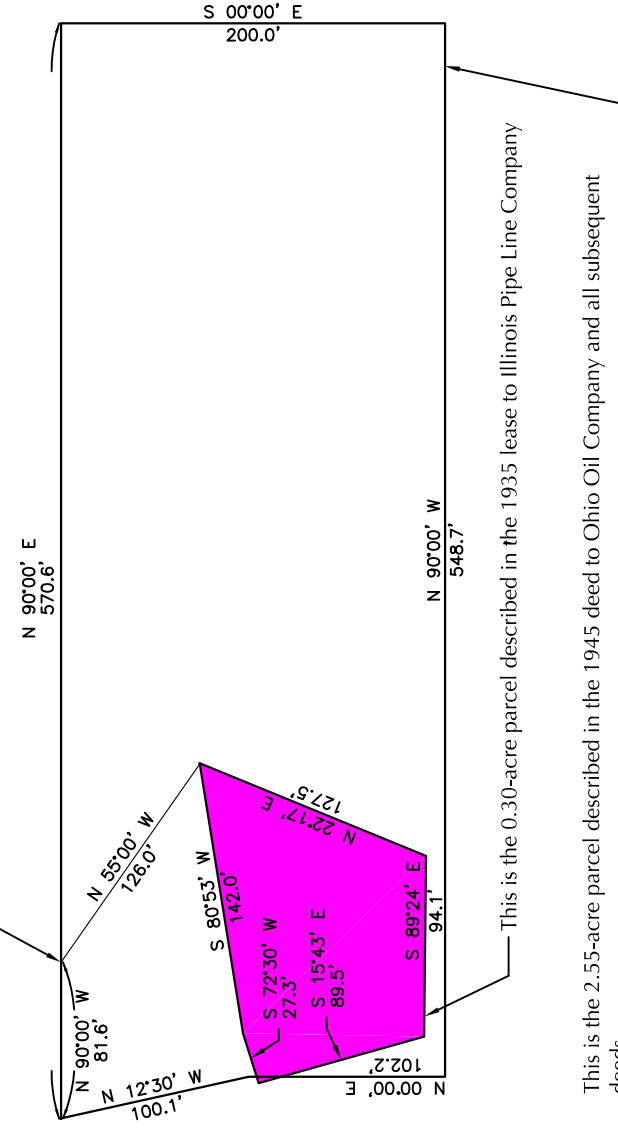 S 00°00' E
200.0'
N 90°00' E
570.6'
N 90°00' W
548.7'
N 55°00' W
126.0'
N 90°00' W
81.6'
N 12°30' W
100.1'
S 80°53' W
142.0'
N 22°17' E
127.5'
S 72°30' W
27.3'
S 15°43' E
89.5'
S 89°24' E
94.1'
N 00°00' E
102.2'
This is the 0.30-acre parcel described in the 1935 lease to Illinois Pipe Line Company
This is the 2.55-acre parcel described in the 1945 deed to Ohio Oil Company and all subsequent
deeds